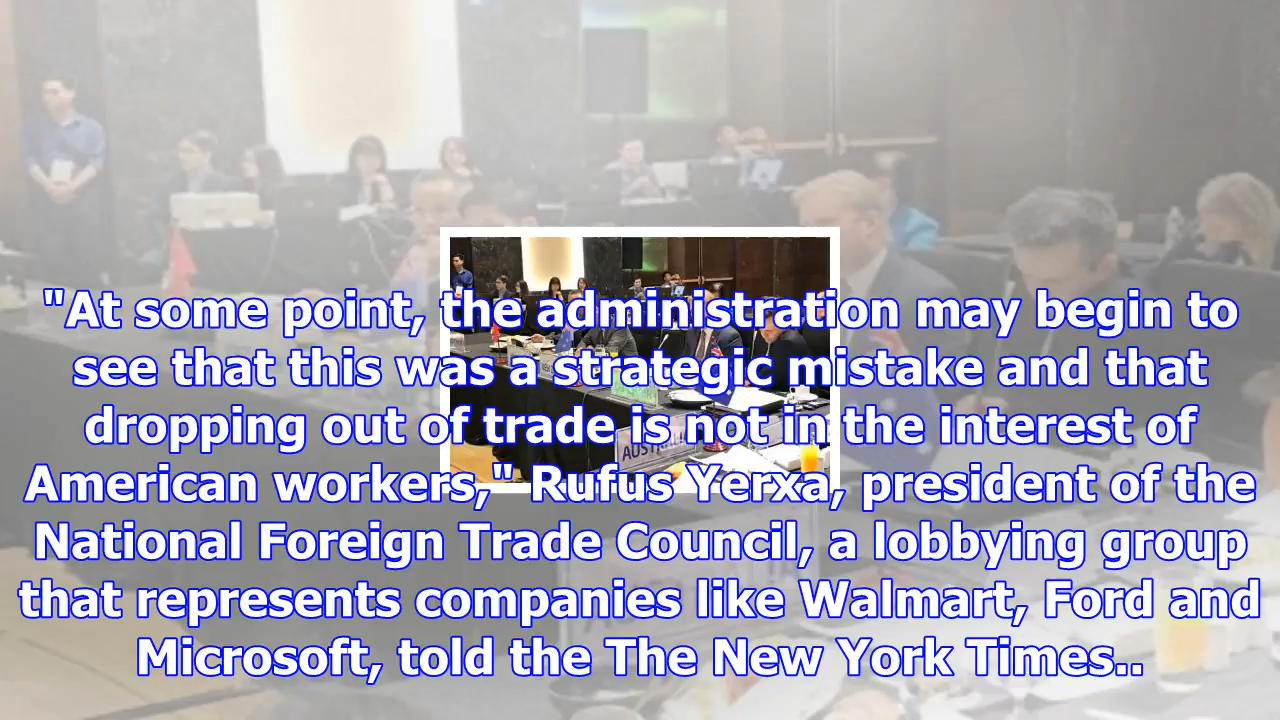 "At some point, the administration may begin to
see that this was a strategic mistake and that
dropping out of trade is not in the interest of
American workers," Rufus Yerxa, president of the
National Foreign Trade Council, a lobbying group
that represents companies like Walmart, Ford and
Microsoft, told the The New York Times..